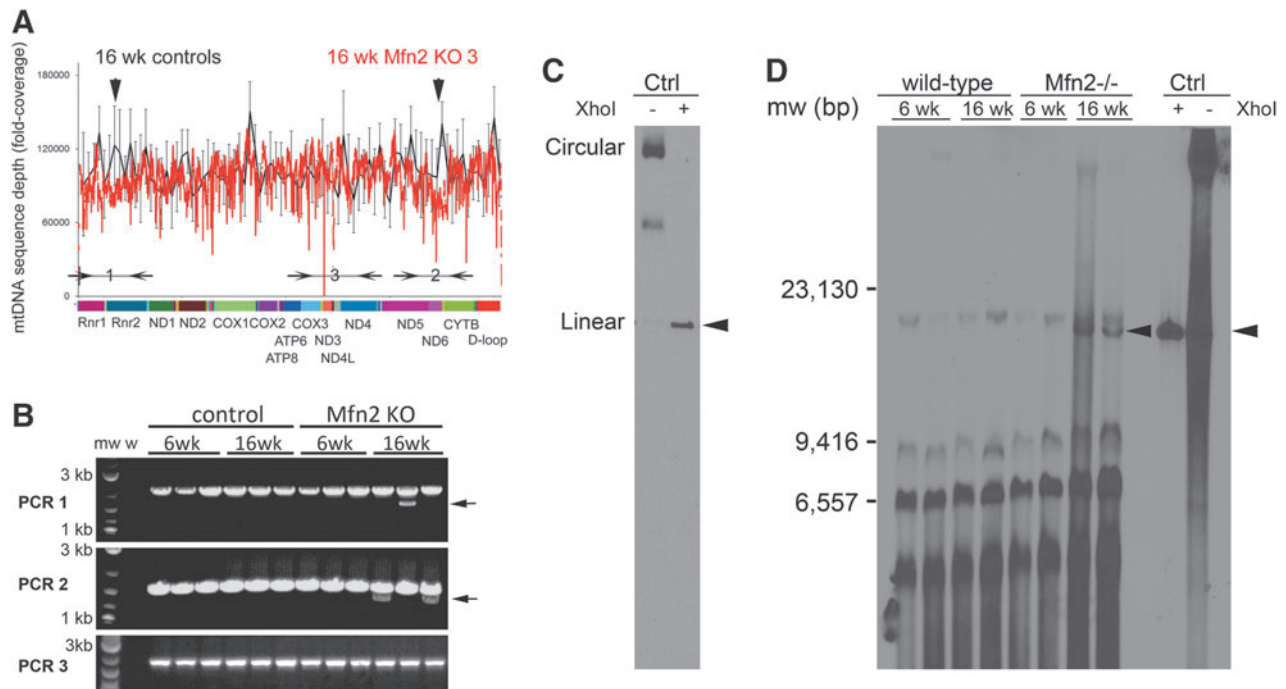 A
16 wk controls
16 wk Mfn2 KO 3
mtDNA sequence depth (fold-coverage)
180000
120000
60000
0
1
3
2
Rnr1 Rnr2 ND1 ND2 COX1 COX2 COX3 ND4 ND5 CYTB
ATP6 ND3 ND6 D-loop
ATP8 ND4L
B
control Mfn2 KO
mw w 6wk 16wk 6wk 16wk
3 kb
PCR 1
1 kb
3 kb
PCR 2
1 kb
3kb
PCR 3
C
Ctrl
XhoI - +
Circular
Linear
D
wild-type Mfn2-/- Ctrl
mw (bp) 6 wk 16 wk 6 wk 16 wk + - XhoI
23,130
9,416
6,557